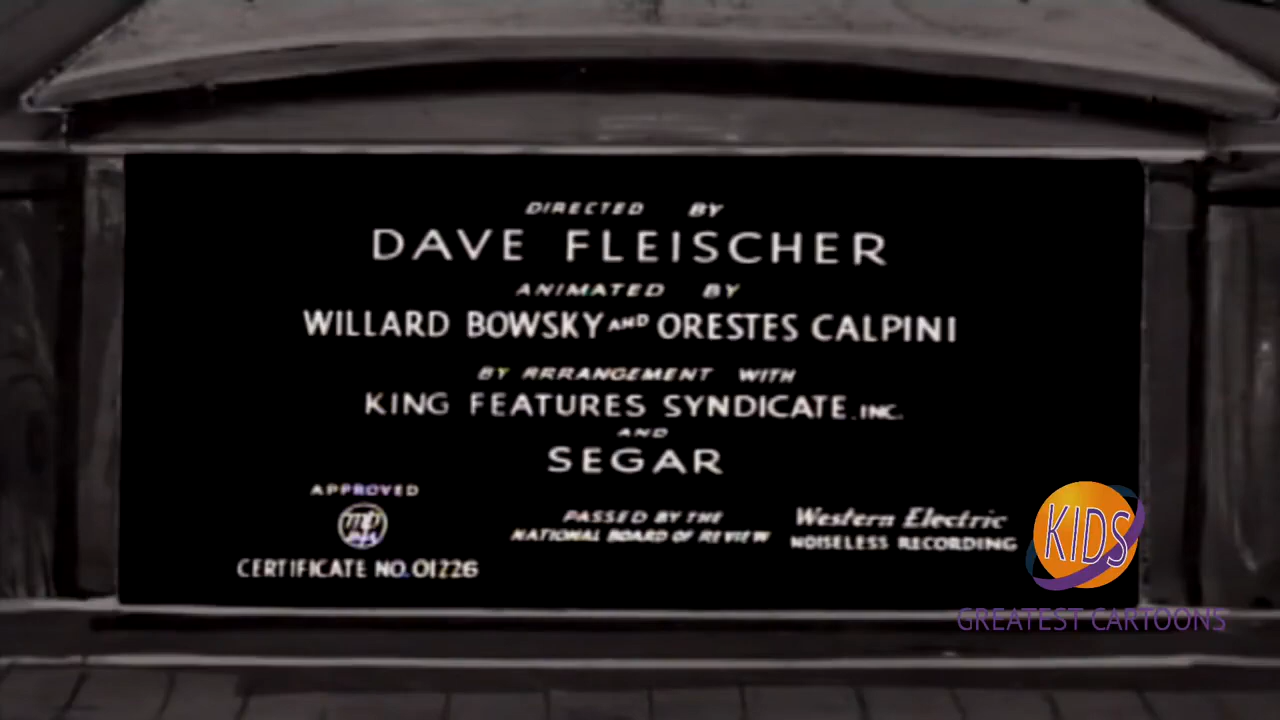 DIRECTED BY
DAVE FLEISCHER
ANIMATED BY
WILLARD BOWSKY AND ORESTES CALPINI
BY ARRANGEMENT WITH
KING FEATURES SYNDICATE, INC.
AND
SEGAR
APPROVED
CERTIFICATE NO. 01226
PASSED BY THE
NATIONAL BOARD OF REVIEW
Western Electric
NOISELESS RECORDING
KIDS
GREATEST CARTOONS